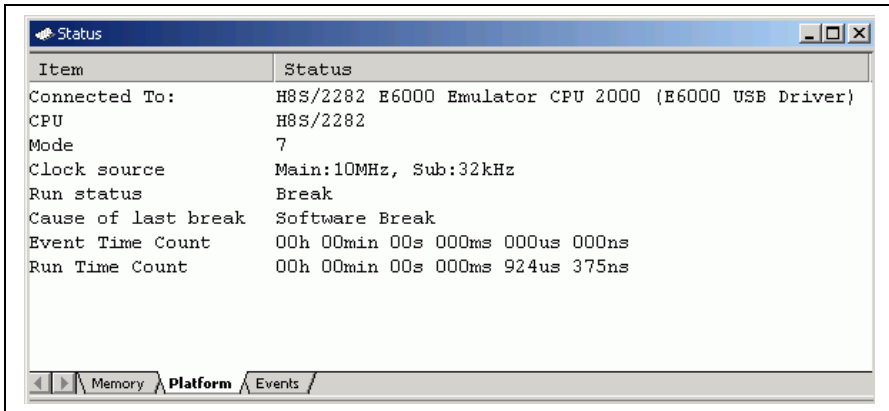 Status
Item Status
Connected To: H8S/2282 E6000 Emulator CPU 2000 (E6000 USB Driver)
CPU H8S/2282
Mode 7
Clock source Main:10MHz, Sub:32kHz
Run status Break
Cause of last break Software Break
Event Time Count 00h 00min 00s 000ms 000us 000ns
Run Time Count 00h 00min 00s 000ms 924us 375ns
Memory Platform Events